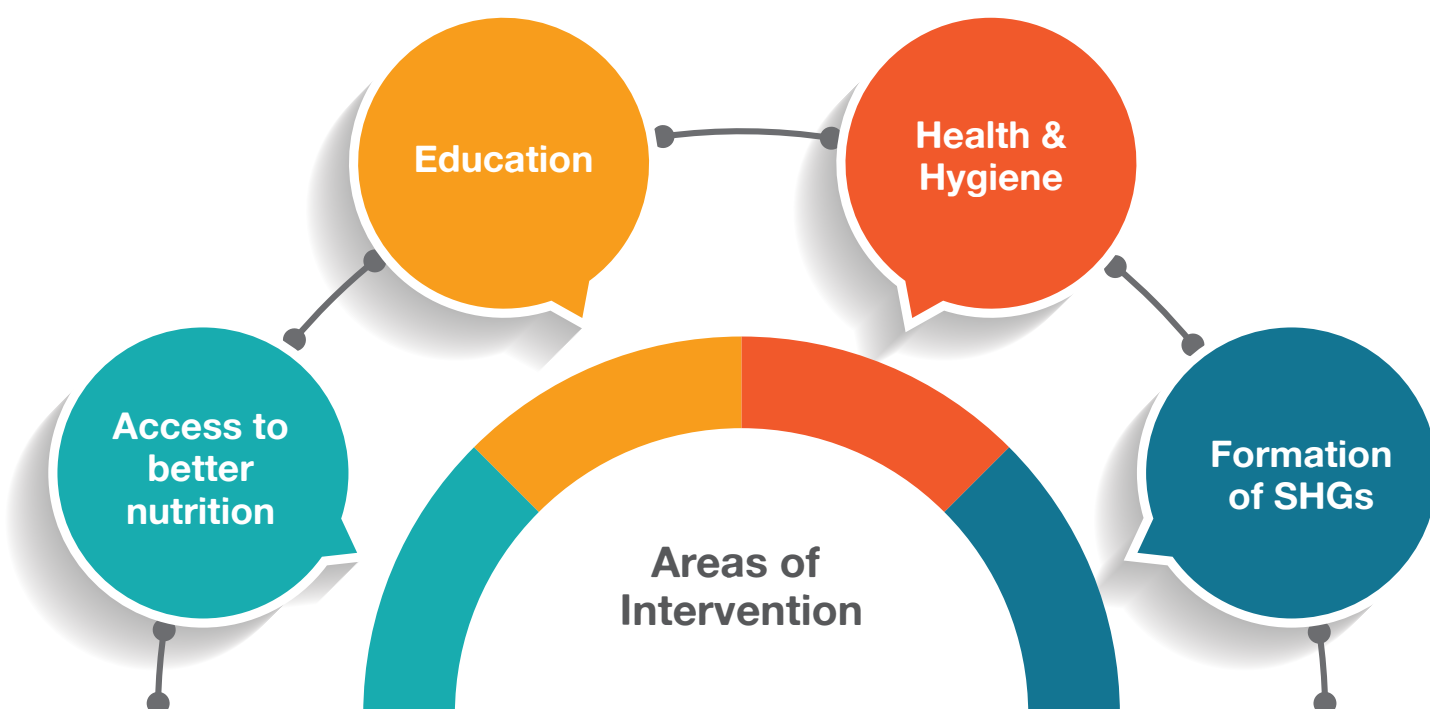 Education
Health &
Hygiene
Access to
better
nutrition
Formation
of SHGs
Areas of
Intervention